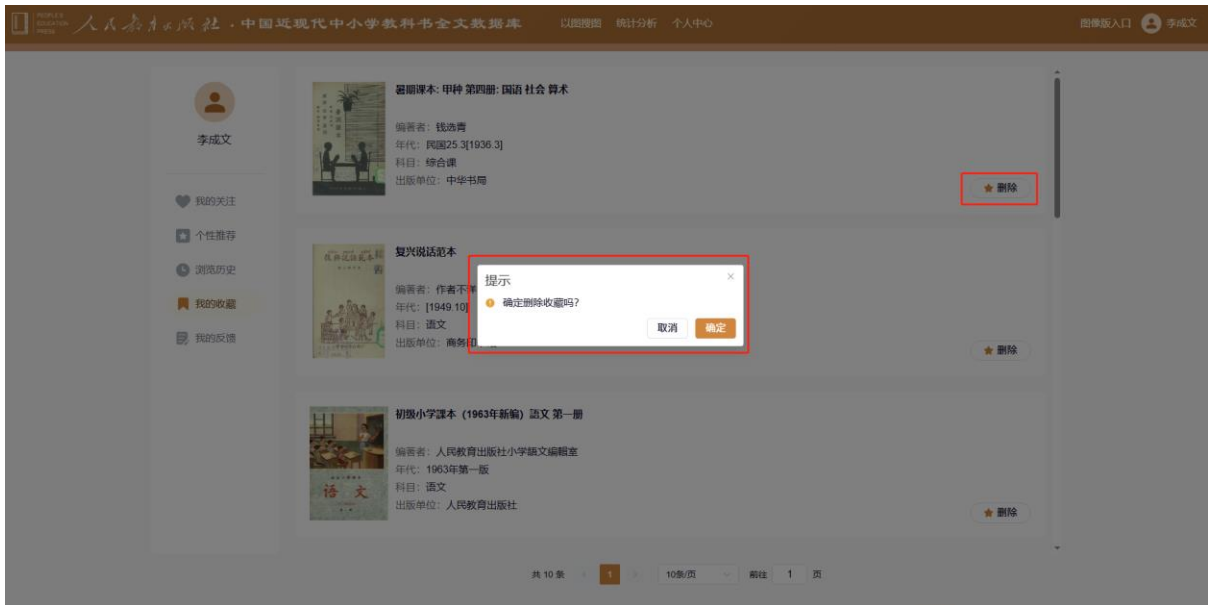 PEOPLE'S EDUCATION PRESS 人民教育出版社·中国近现代中小学教科书全文数据库 以图搜图 统计分析 个人中心 图像版入口 李成文
李成文
我的关注
个性推荐
浏览历史
我的收藏
我的反馈
暑期课本: 甲种 第四册: 国语 社会 算术
编著者: 钱选青
年代: 民国25.3[1936.3]
科目: 综合课
出版单位: 中华书局
删除
复兴说话范本
编著者: 作者不详
年代: [1949.10]
科目: 语文
出版单位: 商务印
删除
提示
确定删除收藏吗?
取消 确定
语文
初级小学課本（1963年新编）語文 第一册
编著者: 人民教育出版社小学語文編輯室
年代: 1963年第一版
科目: 语文
出版单位: 人民教育出版社
删除
共 10 条 1 10条/页 前往 1 页